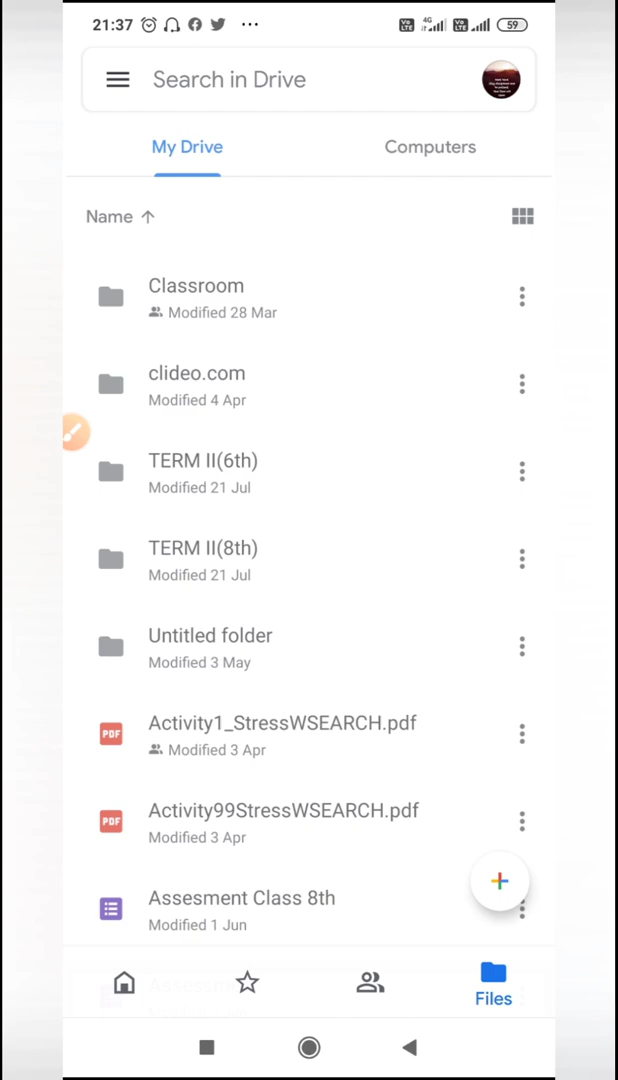 21:37 ... 59
Search in Drive
My Drive Computers
Name
Classroom
Modified 28 Mar
clideo.com
Modified 4 Apr
TERM II(6th)
Modified 21 Jul
TERM II(8th)
Modified 21 Jul
Untitled folder
Modified 3 May
PDF Activity1_StressWSEARCH.pdf
Modified 3 Apr
PDF Activity99StressWSEARCH.pdf
Modified 3 Apr
Assesment Class 8th
Modified 1 Jun
Files